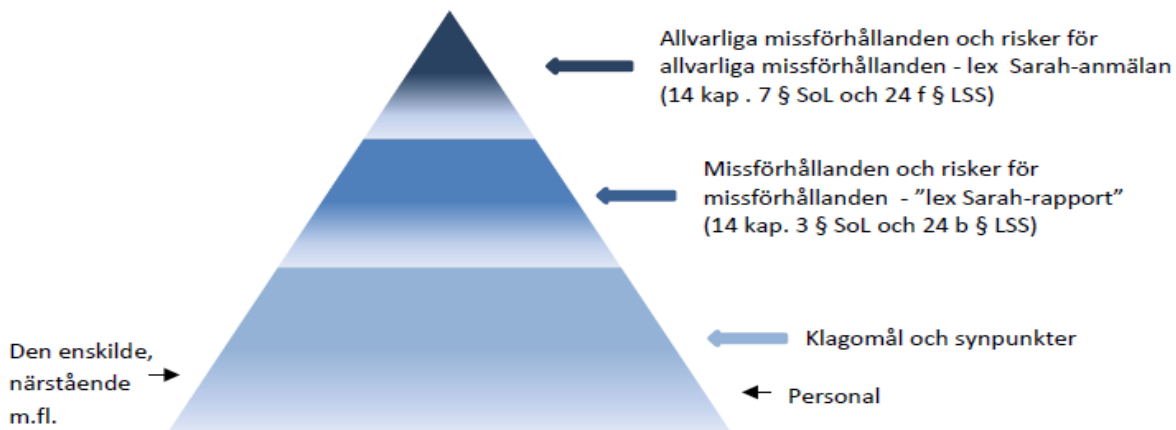 Allvarliga missförhållanden och risker för
allvarliga missförhållanden - lex Sarah-anmälan
(14 kap . 7 § SoL och 24 f § LSS)
Missförhållanden och risker för
missförhållanden - ”lex Sarah-rapport”
(14 kap. 3 § SoL och 24 b § LSS)
Klagomål och synpunkter
Den enskilde,
närstående
m.fl.
Personal